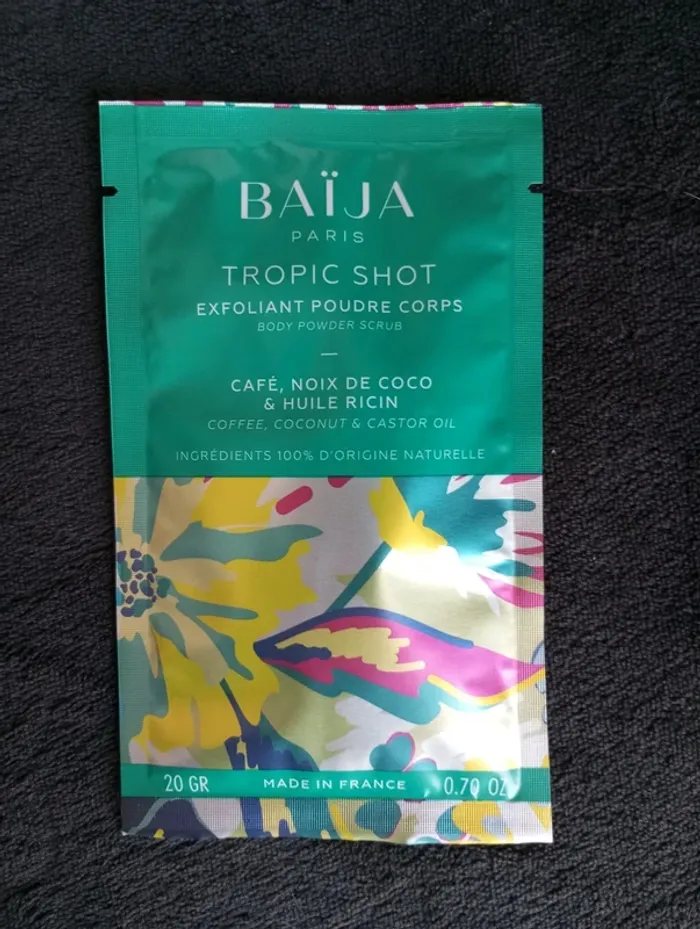 BAÏJA
PARIS
TROPIC SHOT
EXFOLIANT POUDRE CORPS
BODY POWDER SCRUB
CAFÉ, NOIX DE COCO
& HUILE RICIN
COFFEE, COCONUT & CASTOR OIL
INGRÉDIENTS 100% D'ORIGINE NATURELLE
20 GR MADE IN FRANCE 0.70 OZ